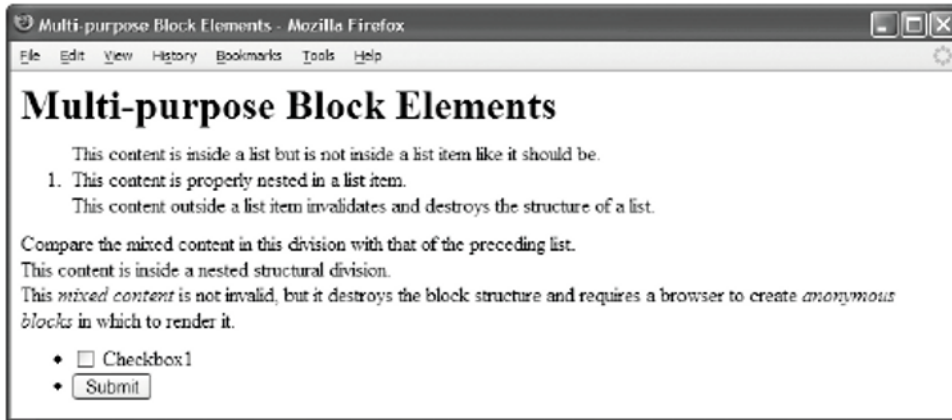 Multi-purpose Block Elements - Mozilla Firefox
File Edit View History Bookmarks Tools Help
Multi-purpose Block Elements
This content is inside a list but is not inside a list item like it should be.
1. This content is properly nested in a list item.
This content outside a list item invalidates and destroys the structure of a list.
Compare the mixed content in this division with that of the preceding list.
This content is inside a nested structural division.
This mixed content is not invalid, but it destroys the block structure and requires a browser to create anonymous
blocks in which to render it.
• Checkbox1
• Submit